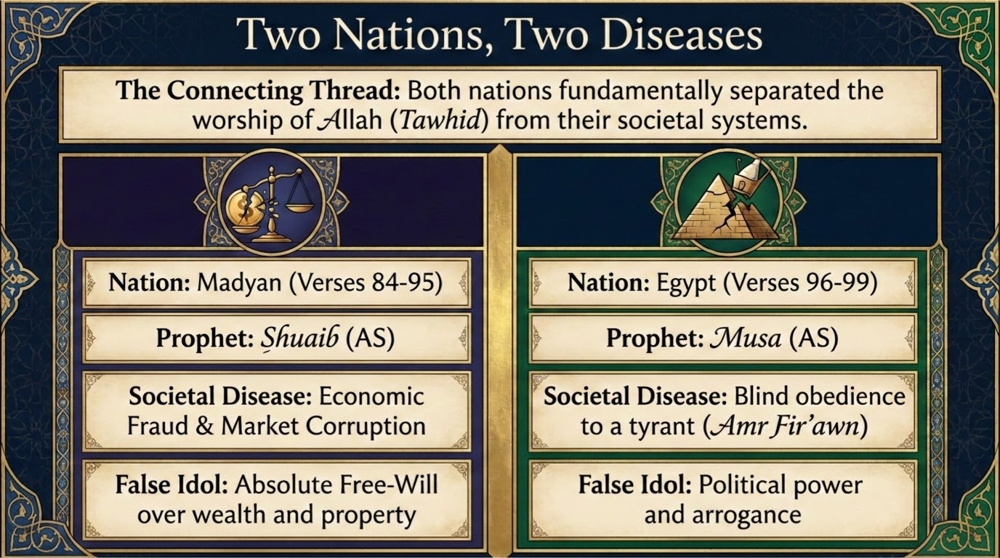 Two Nations, Two Diseases
The Connecting Thread: Both nations fundamentally separated the
worship of Allah (Tawhid) from their societal systems.
$
Nation: Madyan (Verses 84-95)
Prophet: Ṣhuaib (AS)
Societal Disease: Economic
Fraud & Market Corruption
False Idol: Absolute Free-Will
over wealth and property
Nation: Egypt (Verses 96-99)
Prophet: Musa (AS)
Societal Disease: Blind obedience
to a tyrant (Amr Fir'awn)
False Idol: Political power
and arrogance